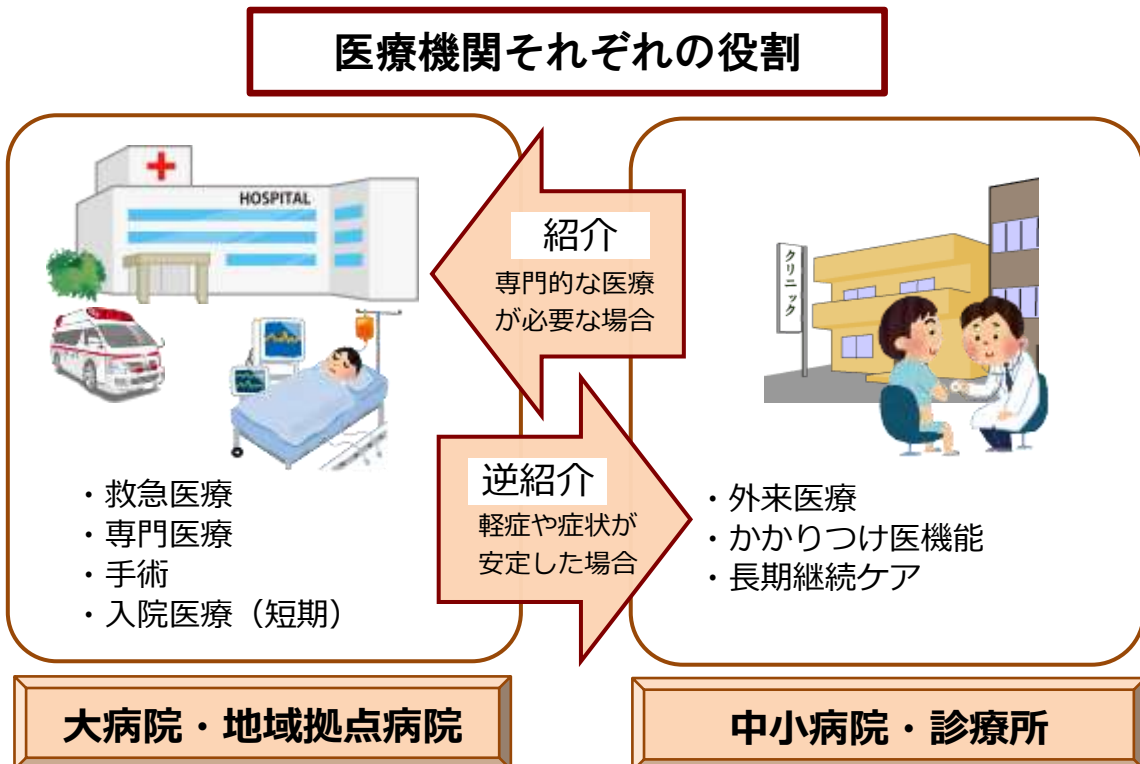 医療機関それぞれの役割
HOSPITAL
紹介
専門的な医療
が必要な場合
クリニック
逆紹介
軽症や症状が
安定した場合
・救急医療
・専門医療
・手術
・入院医療（短期）
・外来医療
・かかりつけ医機能
・長期継続ケア
大病院・地域拠点病院
中小病院・診療所